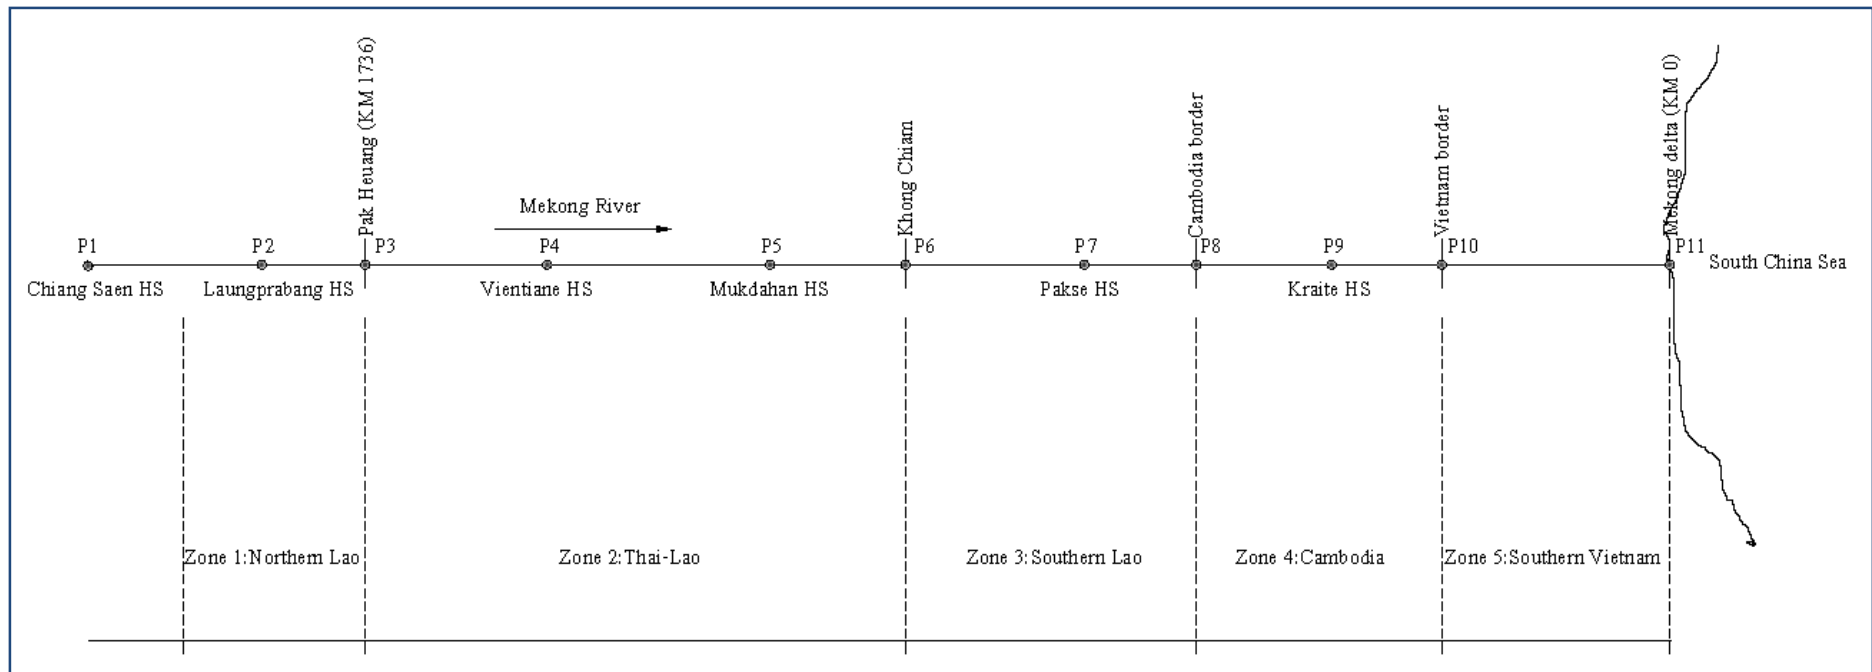 Pak Heuang (KM 1736)
Khong Chiam
Cambodia border
Vietnam border
Mekong delta (KM 0)
Mekong River
P1
P2
P3
P4
P5
P6
P7
P8
P9
P10
P11
South China Sea
Chiang Saen HS
Laungprabang HS
Vientiane HS
Mukdahan HS
Pakse HS
Kraite HS
Zone 1:Northern Lao
Zone 2:Thai-Lao
Zone 3:Southern Lao
Zone 4:Cambodia
Zone 5:Southern Vietnam